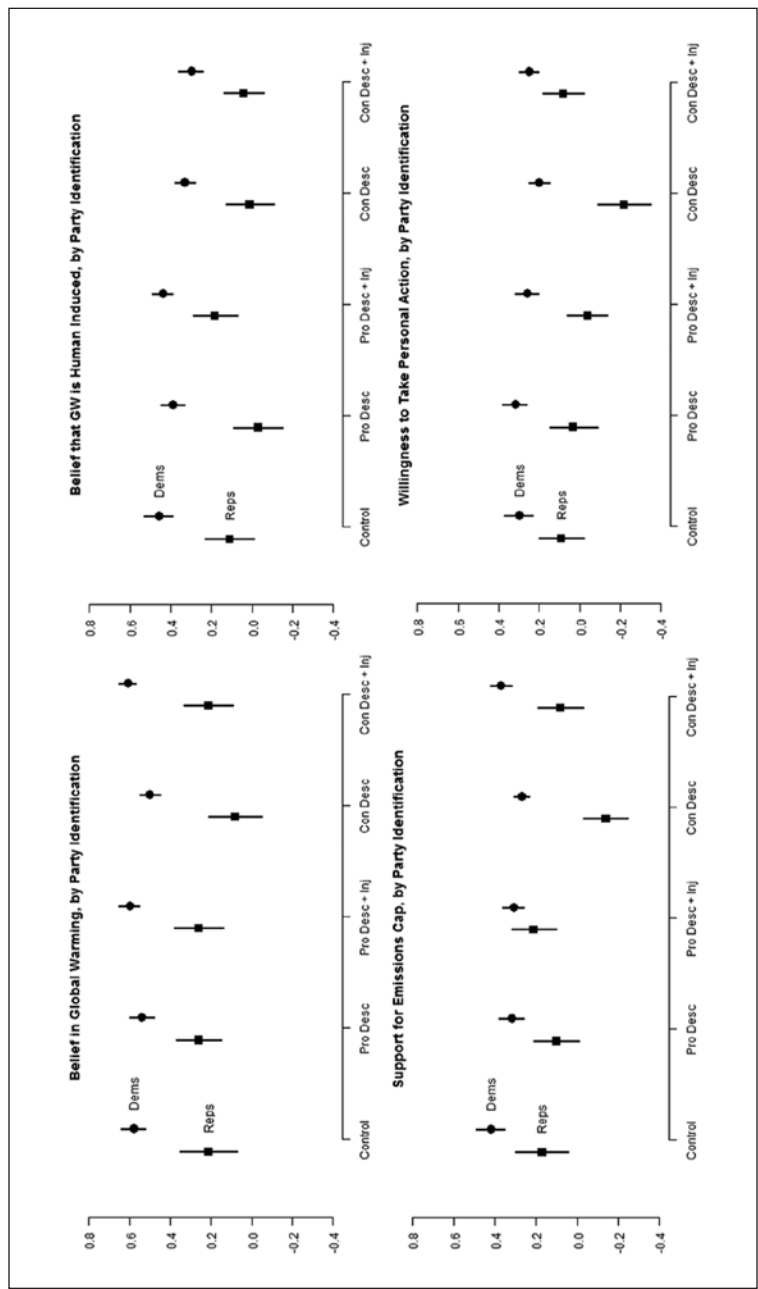 Belief in Global Warming, by Party Identification
0.8
0.6
0.4
0.2
0.0
-0.2
-0.4
Dems
Reps
Control
Pro Desc
Pro Desc + Inj
Con Desc
Con Desc + Inj
Belief that GW is Human Induced, by Party Identification
0.8
0.6
0.4
0.2
0.0
-0.2
-0.4
Dems
Reps
Control
Pro Desc
Pro Desc + Inj
Con Desc
Con Desc + Inj
Support for Emissions Cap, by Party Identification
0.8
0.6
0.4
0.2
0.0
-0.2
-0.4
Dems
Reps
Control
Pro Desc
Pro Desc + Inj
Con Desc
Con Desc + Inj
Willingness to Take Personal Action, by Party Identification
0.8
0.6
0.4
0.2
0.0
-0.2
-0.4
Dems
Reps
Control
Pro Desc
Pro Desc + Inj
Con Desc
Con Desc + Inj